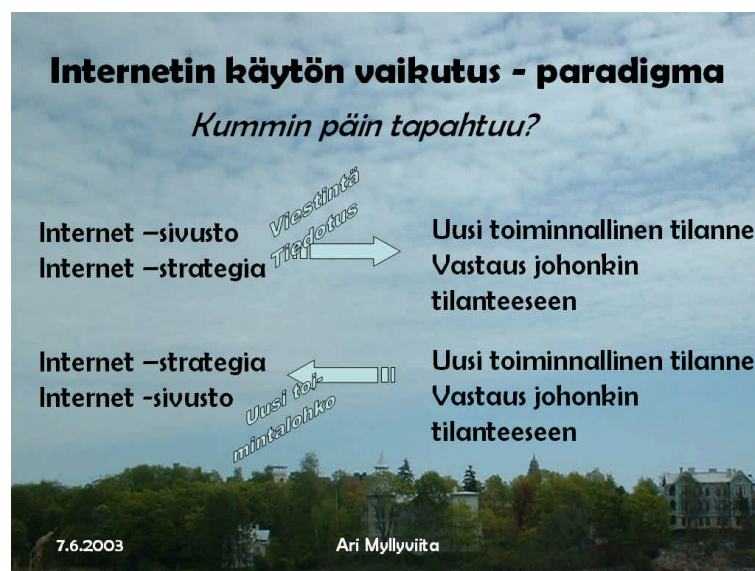 Internetin käytön vaikutus - paradigma
Kummin päin tapahtuu?
Viestintä
Tiedotus
Internet –sivusto
Internet –strategia
Uusi toiminnallinen tilanne
Vastaus johonkin
tilanteeseen
Internet –strategia
Internet -sivusto
Uusi toi-
mintalohko
Uusi toiminnallinen tilanne
Vastaus johonkin
tilanteeseen
7.6.2003
Ari Myllyviita